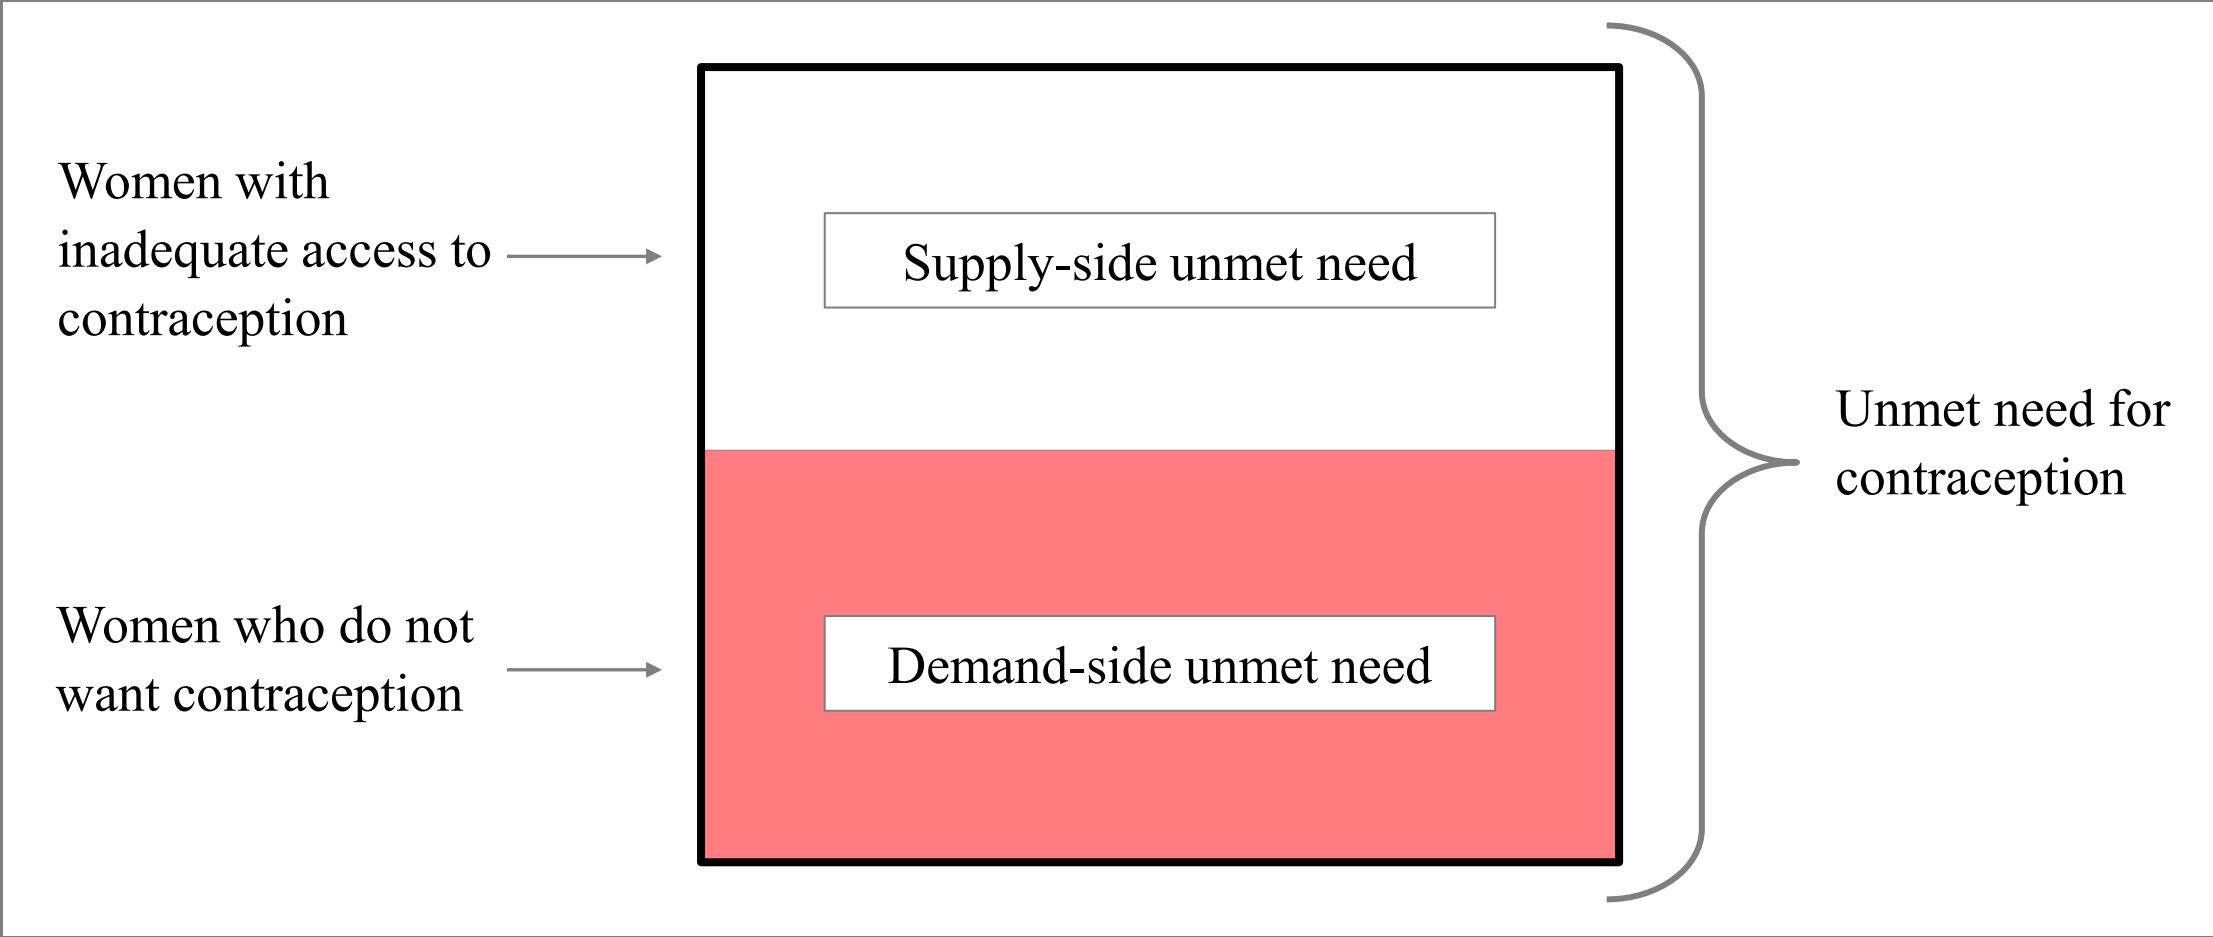 Women with
inadequate access to
contraception
Supply-side unmet need
Women who do not
want contraception
Demand-side unmet need
Unmet need for
contraception